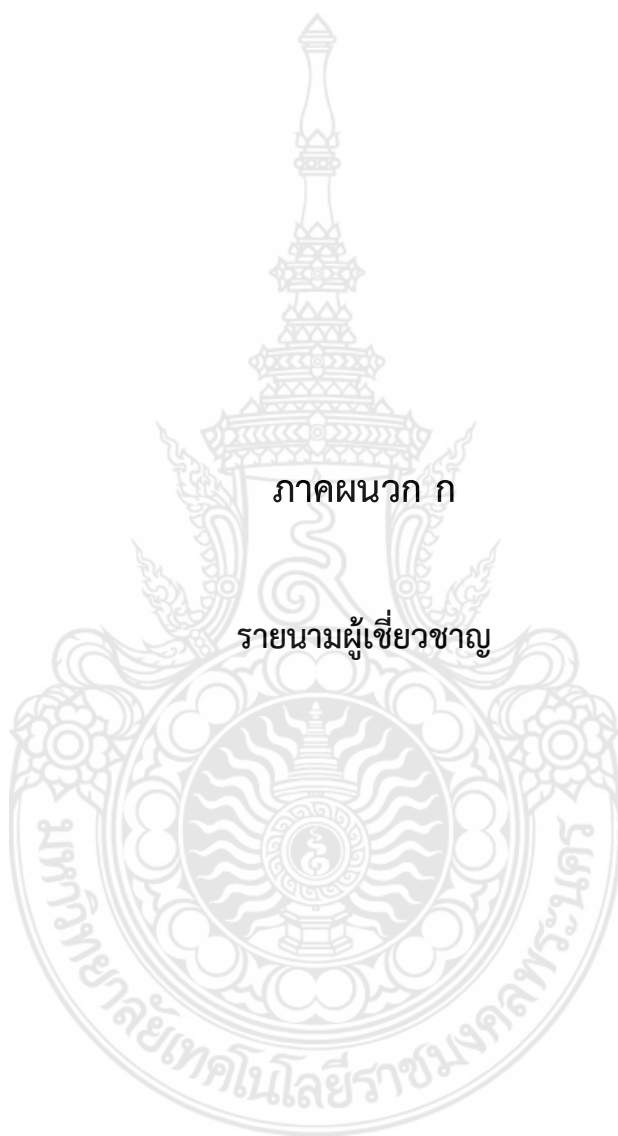 ภาคผนวก ก
รายนามผู้เชี่ยวชาญ
มหาวิทยาลัยเทคโนโลยีราชมงคลพระนคร